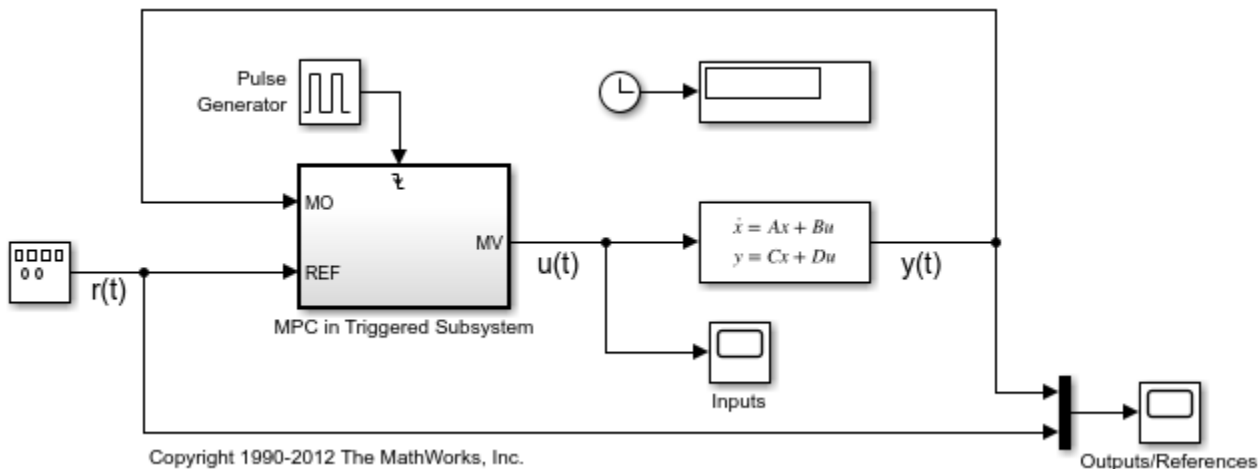 Pulse
Generator
MO
MV
REF
r(t)
u(t)
ẋ = Ax + Bu
y = Cx + Du
y(t)
MPC in Triggered Subsystem
Inputs
Copyright 1990-2012 The MathWorks, Inc.
Outputs/References